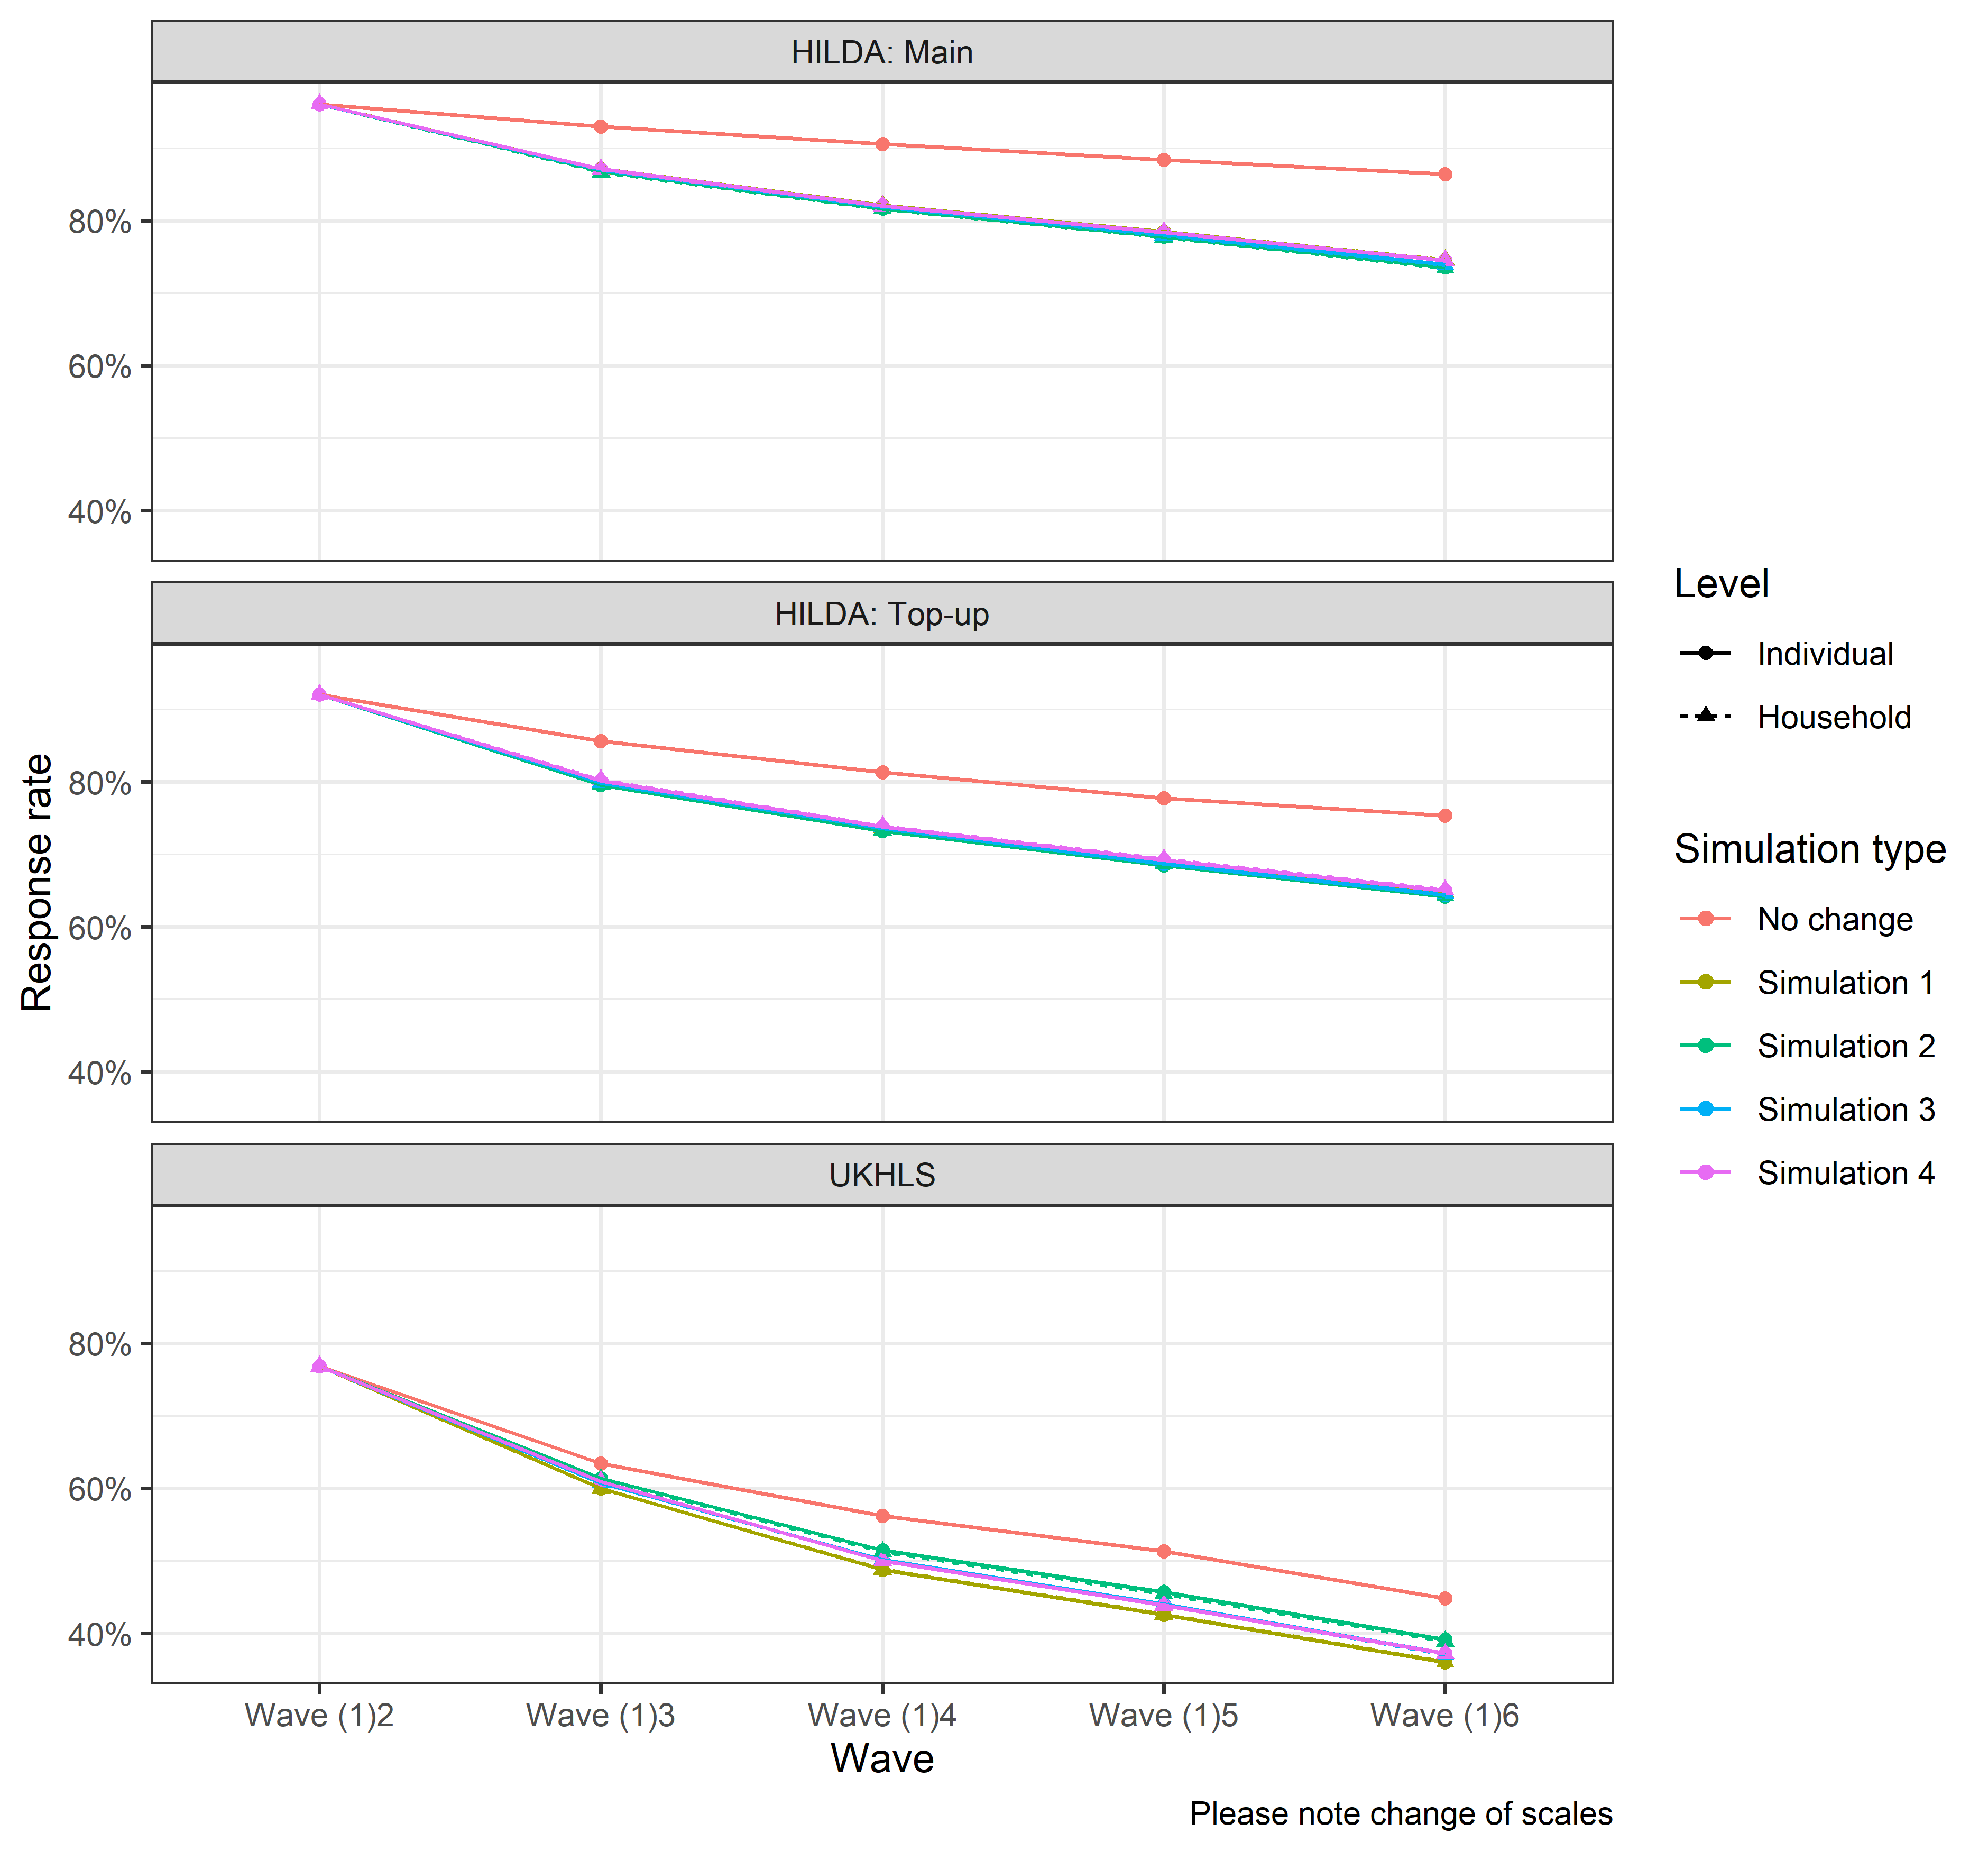 HILDA: Main
80%
60%
40%
HILDA: Top-up
80%
60%
40%
UKHLS
80%
60%
40%
Response rate
Wave (1)2
Wave (1)3
Wave (1)4
Wave (1)5
Wave (1)6
Wave
Please note change of scales
Level
Individual
Household
Simulation type
No change
Simulation 1
Simulation 2
Simulation 3
Simulation 4